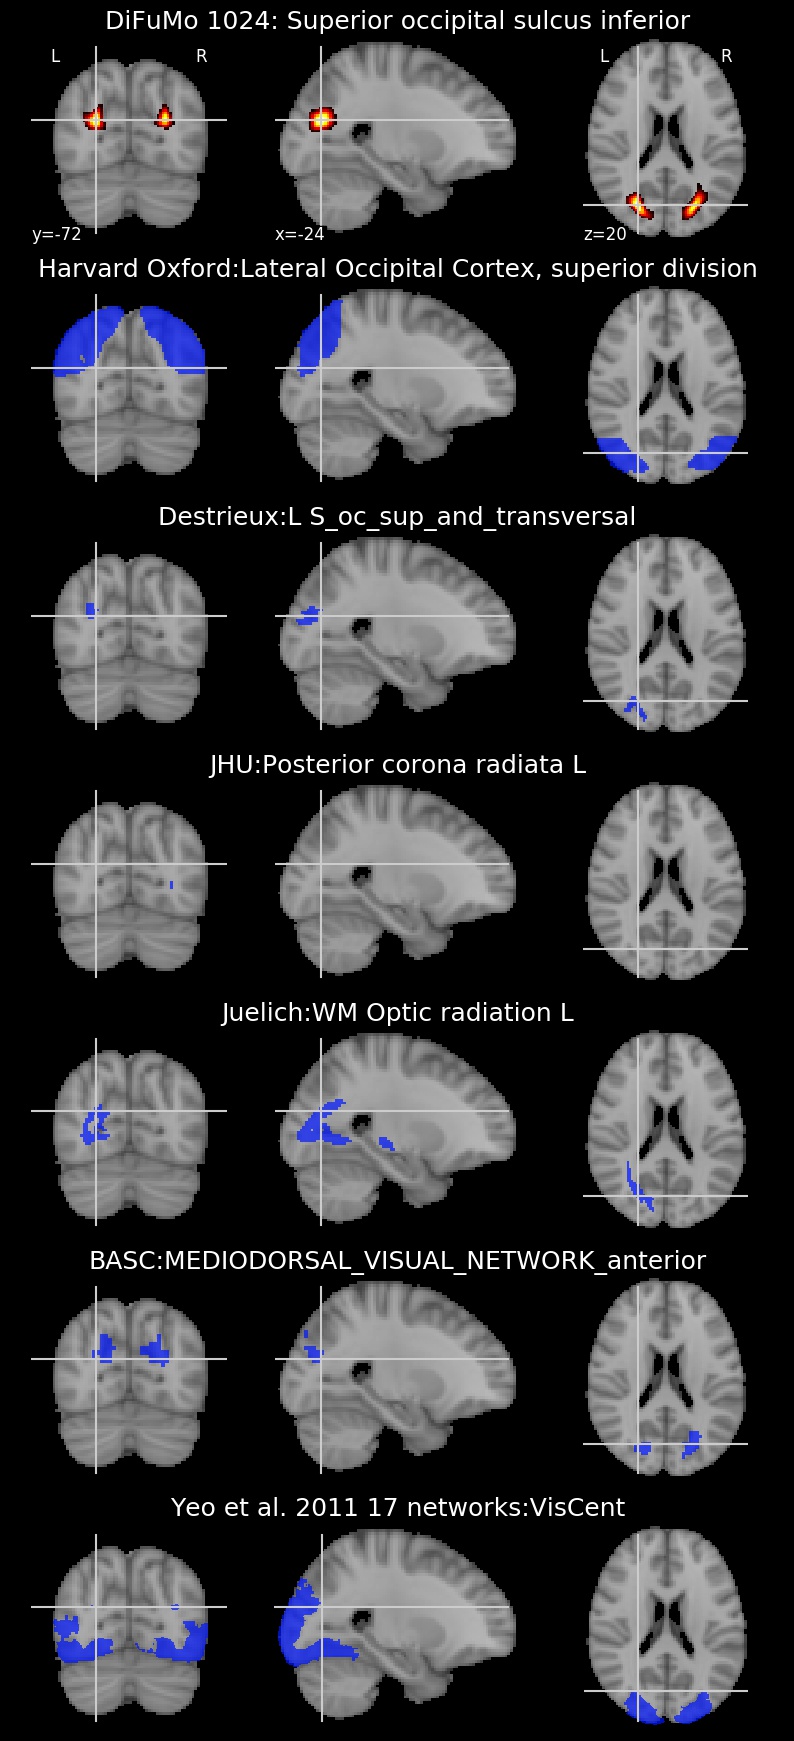 DiFuMo 1024: Superior occipital sulcus inferior
L R L R
y=-72 x=-24 z=20
Harvard Oxford:Lateral Occipital Cortex, superior division
Destrieux:L S_oc_sup_and_transversal
JHU:Posterior corona radiata L
Juelich:WM Optic radiation L
BASC:MEDIODORSAL_VISUAL_NETWORK_anterior
Yeo et al. 2011 17 networks:VisCent